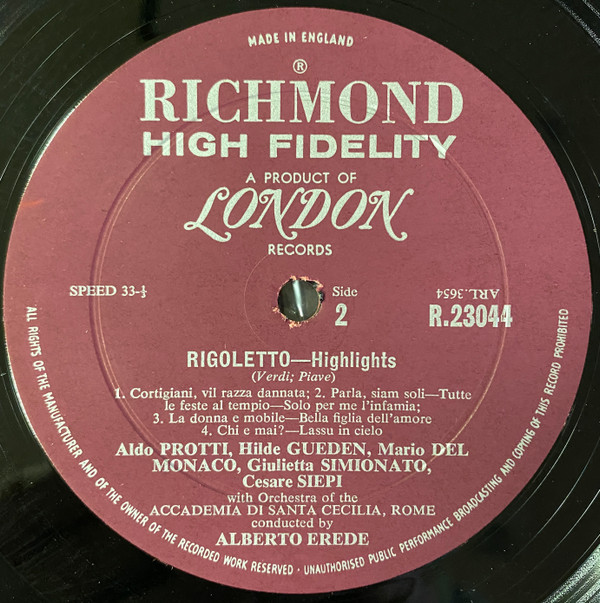 MADE IN ENGLAND
®
RICHMOND
HIGH FIDELITY
A PRODUCT OF
LONDON
RECORDS
SPEED 33-⅓
Side
2
ARL.3654
R.23044
RIGOLETTO—Highlights
(Verdi; Piave)
1. Cortigiani, vil razza dannata; 2. Parla, siam soli—Tutte
le feste al tempio—Solo per me l'infamia;
3. La donna e mobile—Bella figlia dell'amore
4. Chi e mai?—Lassu in cielo
Aldo PROTTI, Hilde GUEDEN, Mario DEL
MONACO, Giulietta SIMIONATO,
Cesare SIEPI
with Orchestra of the
ACCADEMIA DI SANTA CECILIA, ROME
conducted by
ALBERTO EREDE
ALL RIGHTS OF THE MANUFACTURER AND OF THE OWNER OF THE RECORDED WORK RESERVED · UNAUTHORISED PUBLIC PERFORMANCE BROADCASTING AND COPYING OF THIS RECORD PROHIBITED